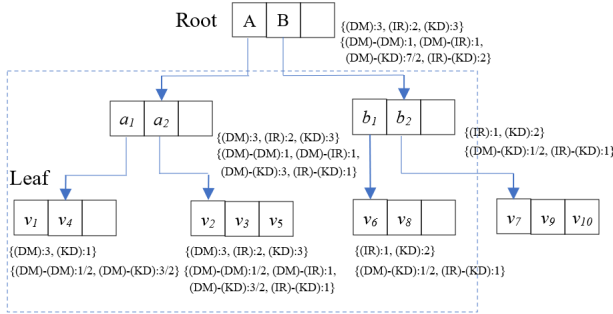 Root
A B
{(DM):3, (IR):2, (KD):3}
{(DM)-(DM):1, (DM)-(IR):1,
(DM)-(KD):7/2, (IR)-(KD):2}
a1 a2
b1 b2
{(DM):3, (IR):2, (KD):3}
{(DM)-(DM):1, (DM)-(IR):1,
(DM)-(KD):3, (IR)-(KD):1}
{(IR):1, (KD):2}
{(DM)-(KD):1/2, (IR)-(KD):1}
Leaf
v1 v4
v2 v3 v5
v6 v8
v7 v9 v10
{(DM):3, (KD):1}
{(DM)-(DM):1/2, (DM)-(KD):3/2}
{(DM):3, (IR):2, (KD):3}
{(DM)-(DM):1/2, (DM)-(IR):1,
(DM)-(KD):3/2, (IR)-(KD):1}
{(IR):1, (KD):2}
{(DM)-(KD):1/2, (IR)-(KD):1}